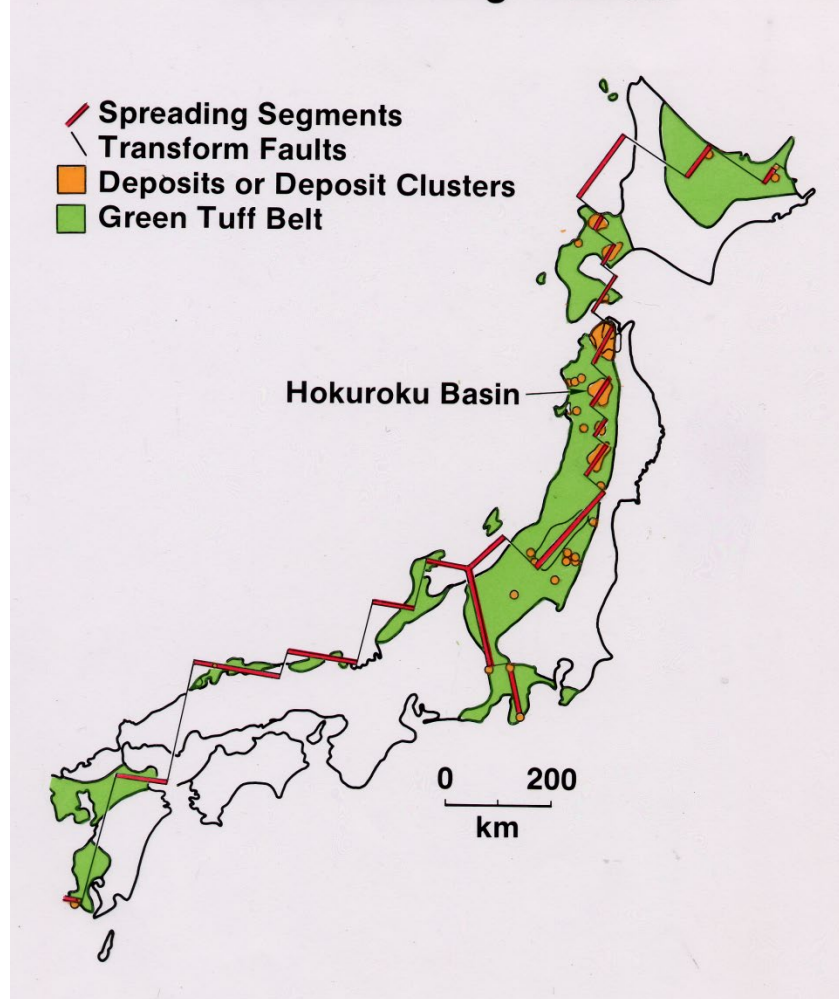 Spreading Segments
Transform Faults
Deposits or Deposit Clusters
Green Tuff Belt
Hokuroku Basin
0 200
km